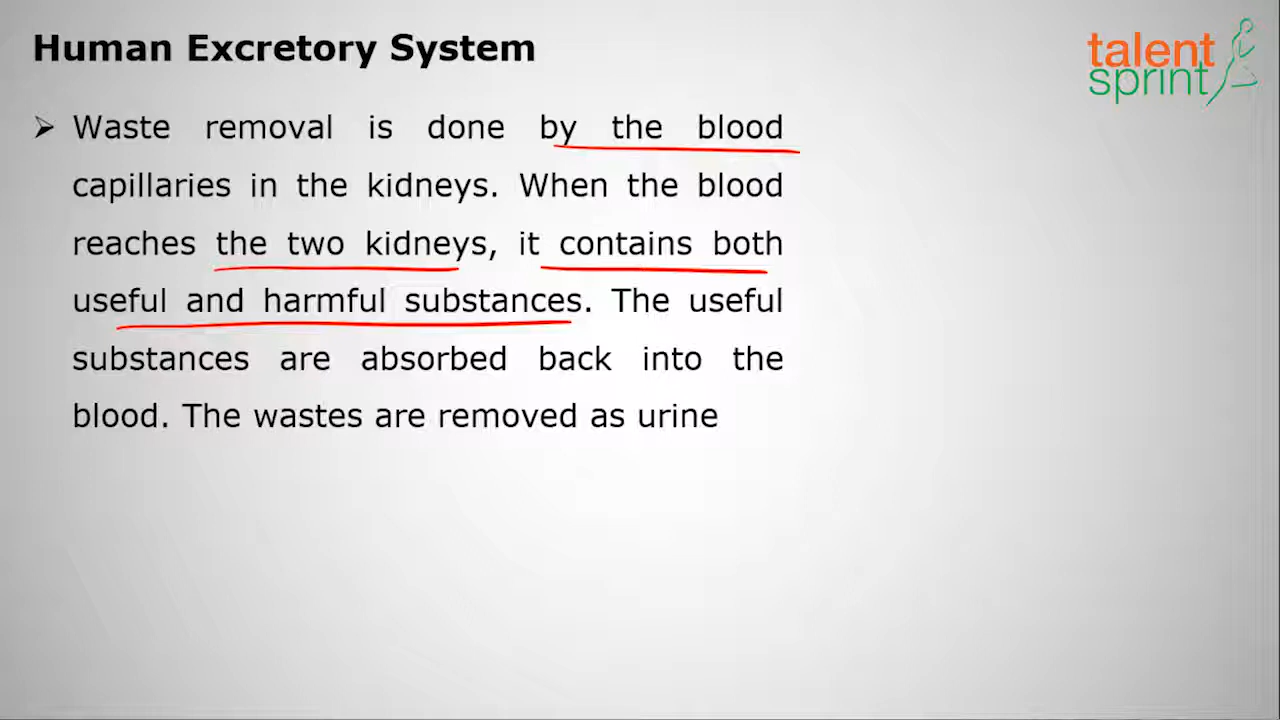 Human Excretory System
talent
sprint
➢ Waste removal is done by the blood
capillaries in the kidneys. When the blood
reaches the two kidneys, it contains both
useful and harmful substances. The useful
substances are absorbed back into the
blood. The wastes are removed as urine